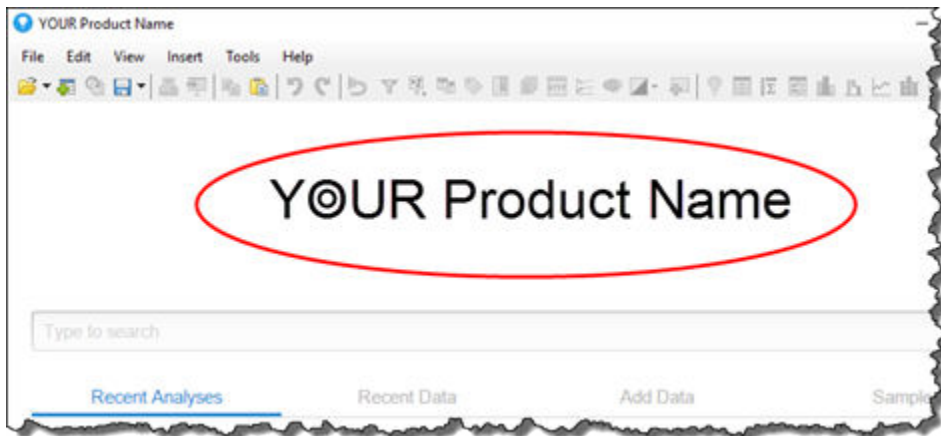 YOUR Product Name
File Edit View Insert Tools Help
Y◎UR Product Name
Type to search
Recent Analyses Recent Data Add Data Sample